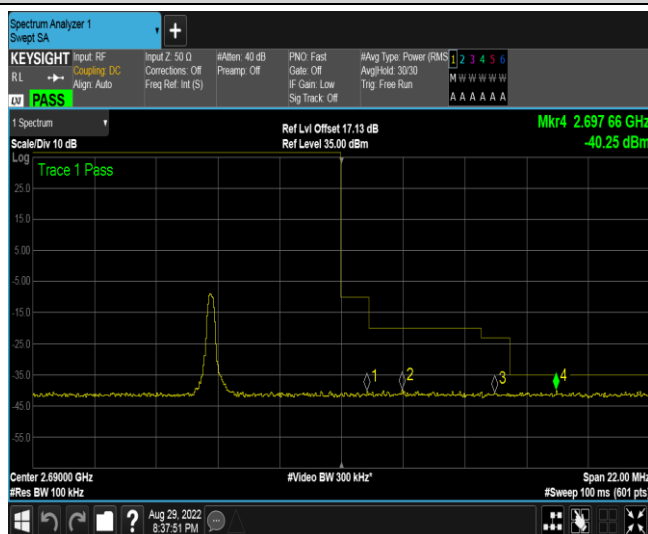 Spectrum Analyzer 1
Swept SA
+
KEYSIGHT
RL
LXI PASS
Input: RF
Coupling: DC
Align: Auto
Input Z: 50 Ω
Corrections: Off
Freq Ref: Int (S)
#Atten: 40 dB
Preamp: Off
PNO: Fast
Gate: Off
IF Gain: Low
Sig Track: Off
#Avg Type: Power (RMS
Avg|Hold: 30/30
Trig: Free Run
1 2 3 4 5 6
M W W W W W
A A A A A A
1 Spectrum
Scale/Div 10 dB
Ref Lvl Offset 17.13 dB
Ref Level 35.00 dBm
Mkr4 2.697 66 GHz
-40.25 dBm
Log
Trace 1 Pass
25.0
15.0
5.00
-5.00
-15.0
-25.0
-35.0
-45.0
-55.0
1
2
3
4
Center 2.69000 GHz
#Res BW 100 kHz
#Video BW 300 kHz*
Span 22.00 MHz
#Sweep 100 ms (601 pts)
?
Aug 29, 2022
8:37:51 PM